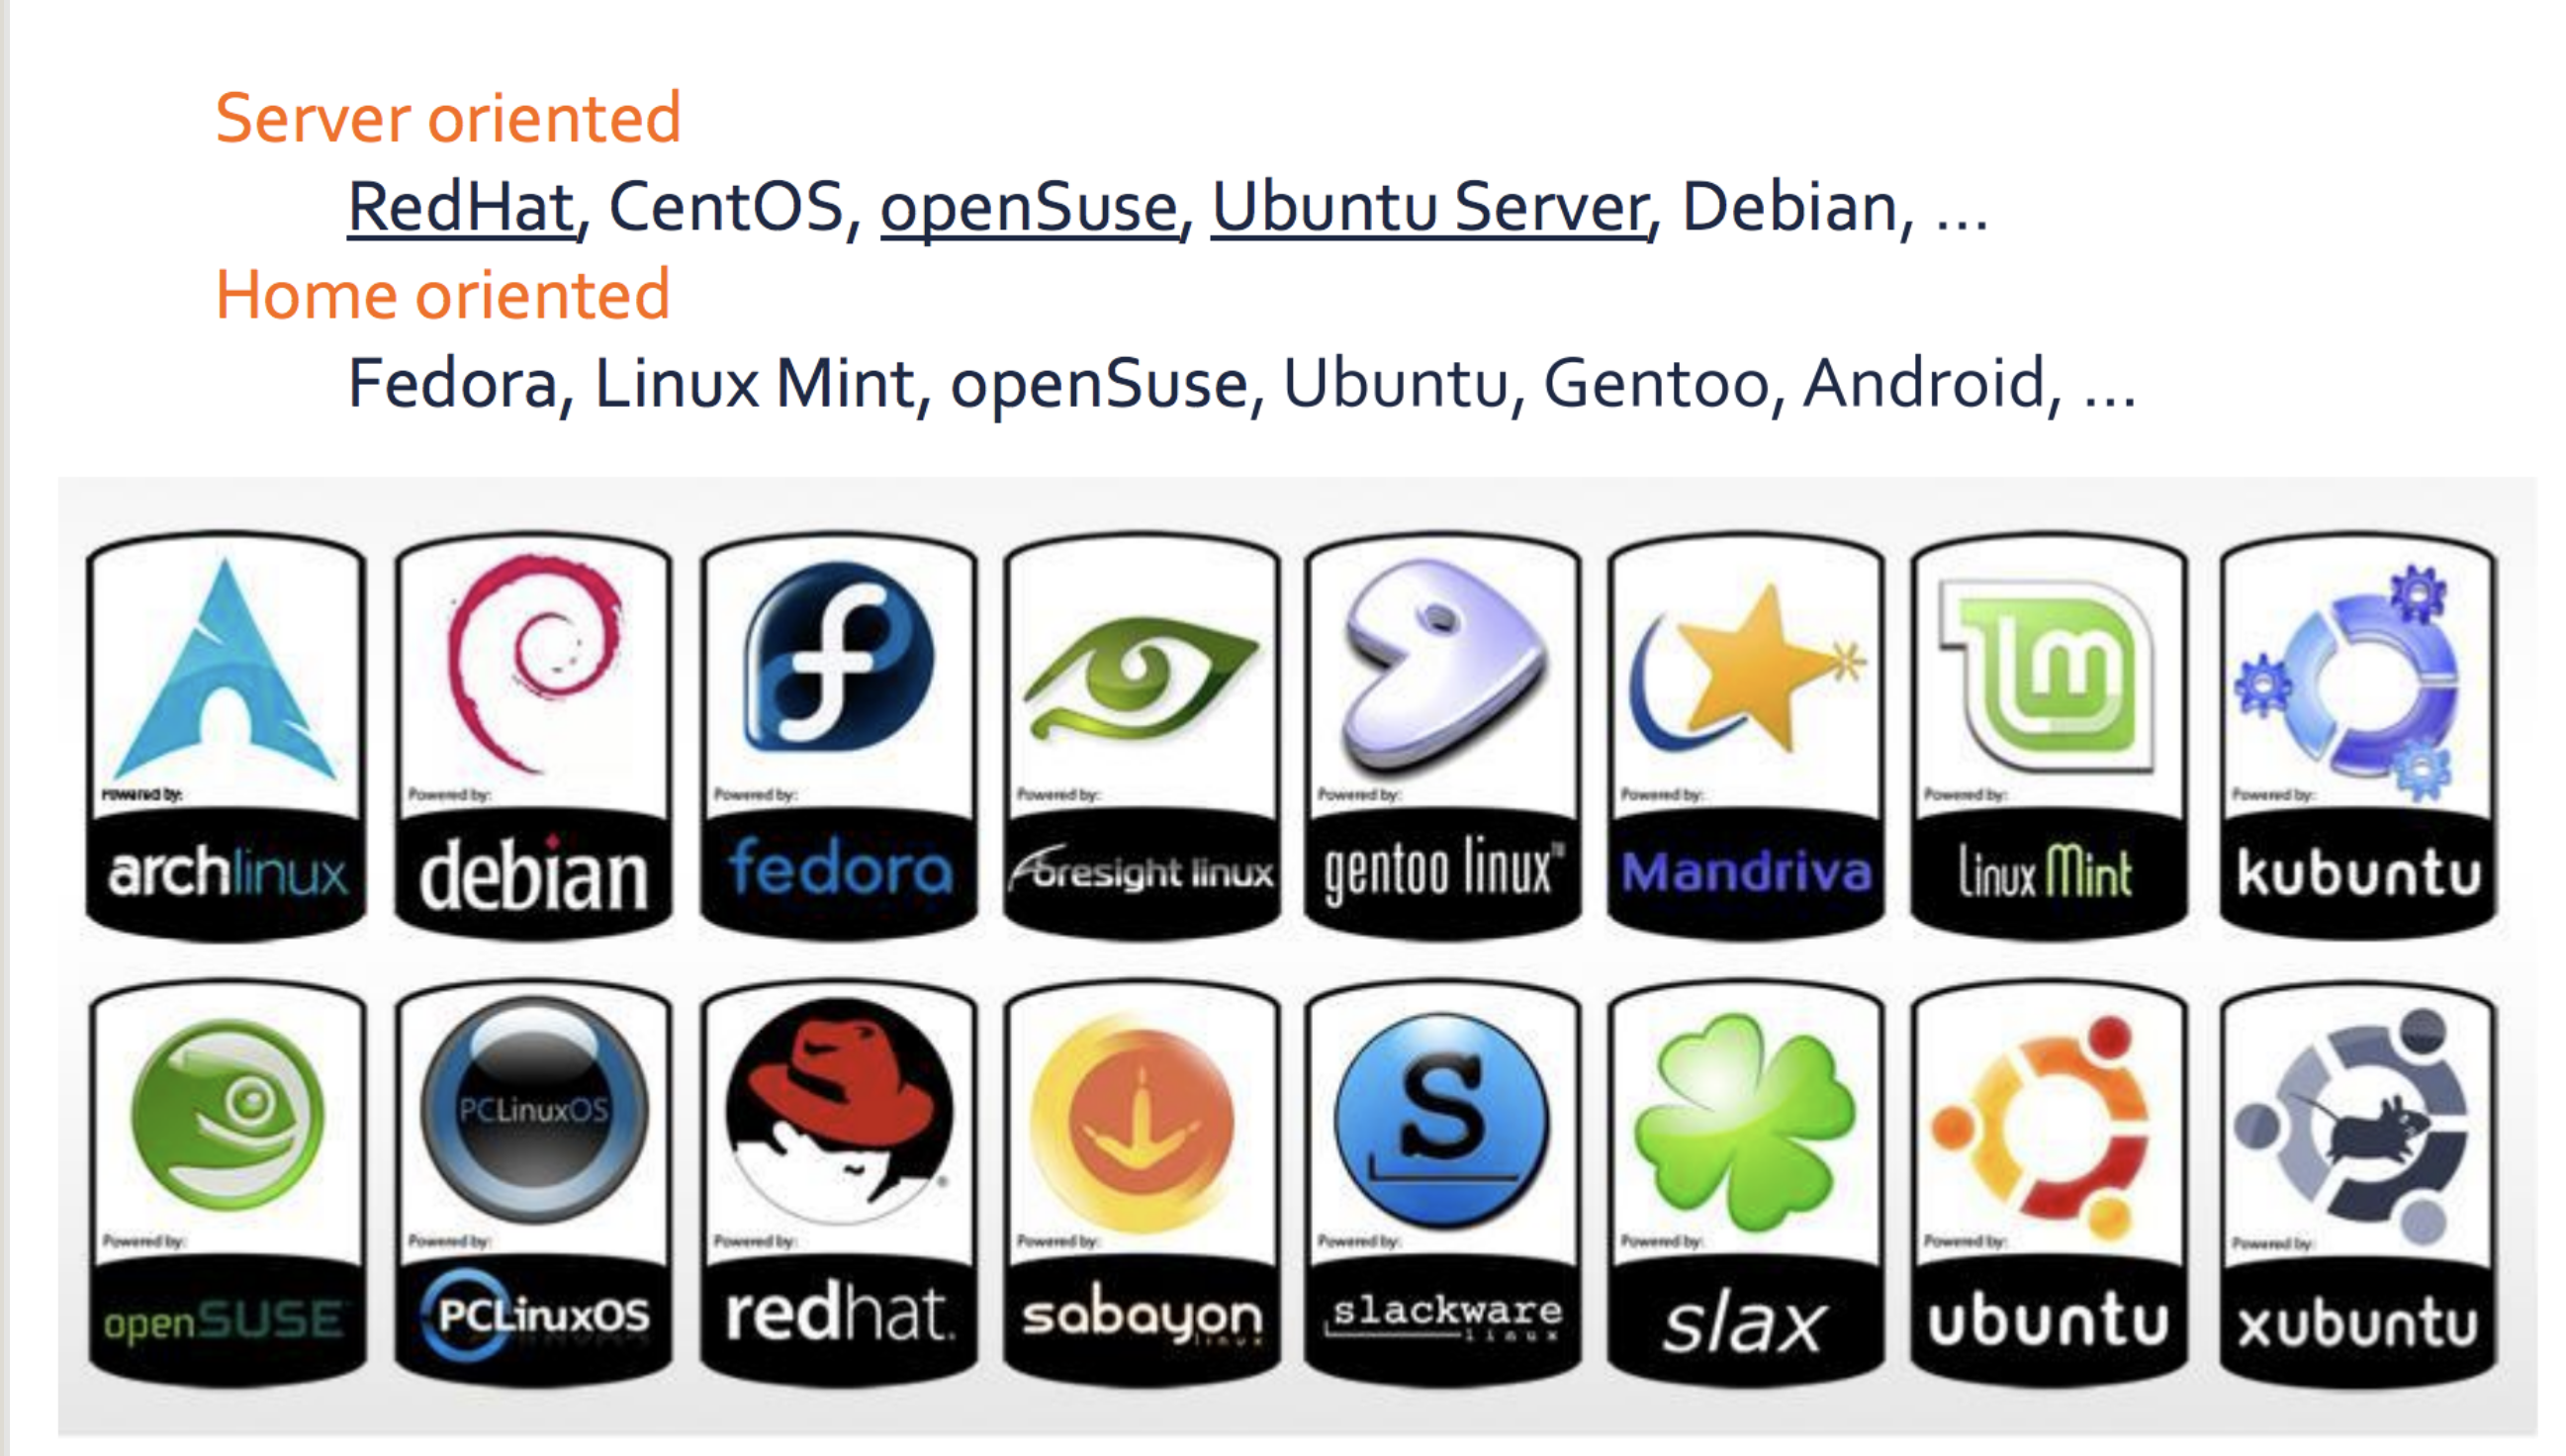 Server oriented
RedHat, CentOS, openSuse, Ubuntu Server, Debian, ...
Home oriented
Fedora, Linux Mint, openSuse, Ubuntu, Gentoo, Android, ...
Powered by: Powered by: Powered by: Powered by: Powered by: Powered by: Powered by: Powered by:
archlinux debian fedora foresight linux gentoo linux™ Mandriva Linux Mint kubuntu
PCLinuxOS S
Powered by: Powered by: Powered by: Powered by: Powered by: Powered by: Powered by: Powered by:
openSUSE PCLinuxOS redhat. sabayon linux slackware linux slax ubuntu xubuntu